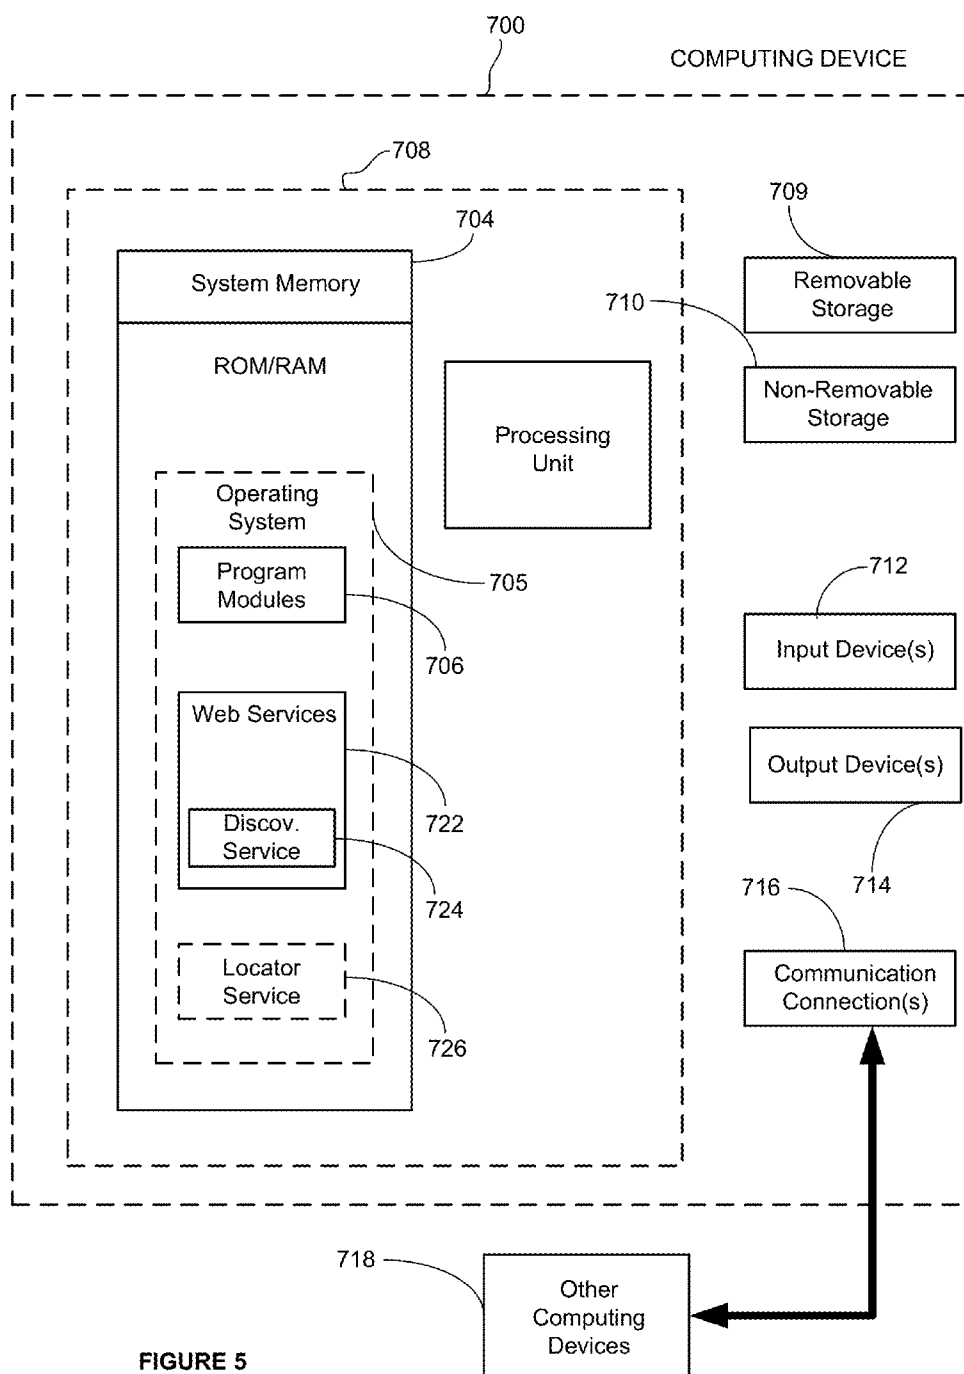 700
COMPUTING DEVICE
708
704
709
System Memory
Removable
Storage
710
ROM/RAM
Non-Removable
Storage
Processing
Unit
Operating
System
705
Program
Modules
712
706
Input Device(s)
Web Services
Output Device(s)
722
Discov.
Service
724
714
716
Locator
Service
Communication
Connection(s)
726
718
Other
Computing
Devices
FIGURE 5